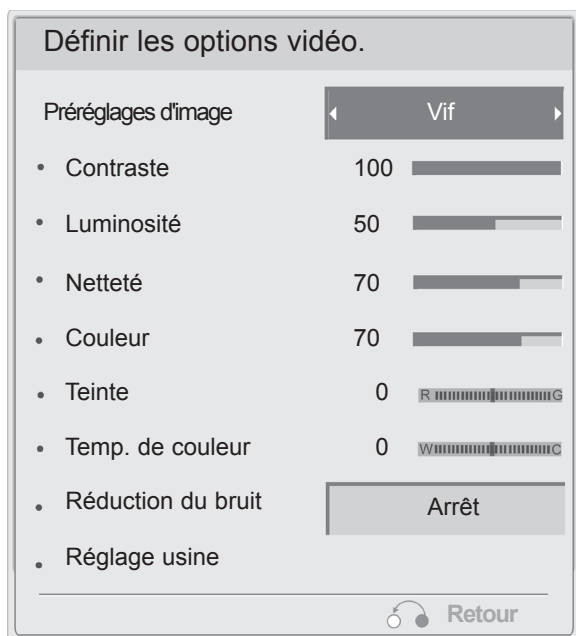 Définir les options vidéo.
Préréglages d'image Vif
• Contraste 100
• Luminosité 50
• Netteté 70
• Couleur 70
• Teinte 0 R G
• Temp. de couleur 0 W C
• Réduction du bruit Arrêt
• Réglage usine
Retour